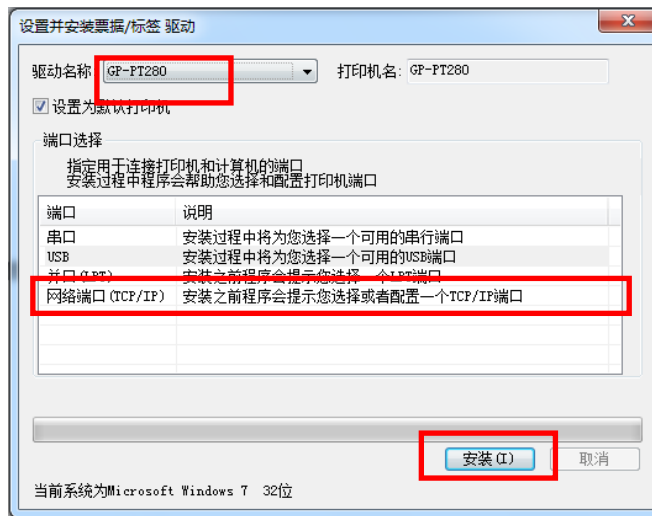 设置并安装票据/标签 驱动
驱动名称: GP-PT280 打印机名: GP-PT280
设置为默认打印机
端口选择
指定用于连接打印机和计算机的端口
安装过程中程序会帮助您选择和配置打印机端口
端口 说明
串口 安装过程中将为您选择一个可用的串行端口
USB 安装过程中将为您选择一个可用的USB端口
并口(LPT) 安装之前程序会提示您选择一个LPT端口
网络端口(TCP/IP) 安装之前程序会提示您选择或者配置一个TCP/IP端口
安装(I) 取消
当前系统为Microsoft Windows 7 32位